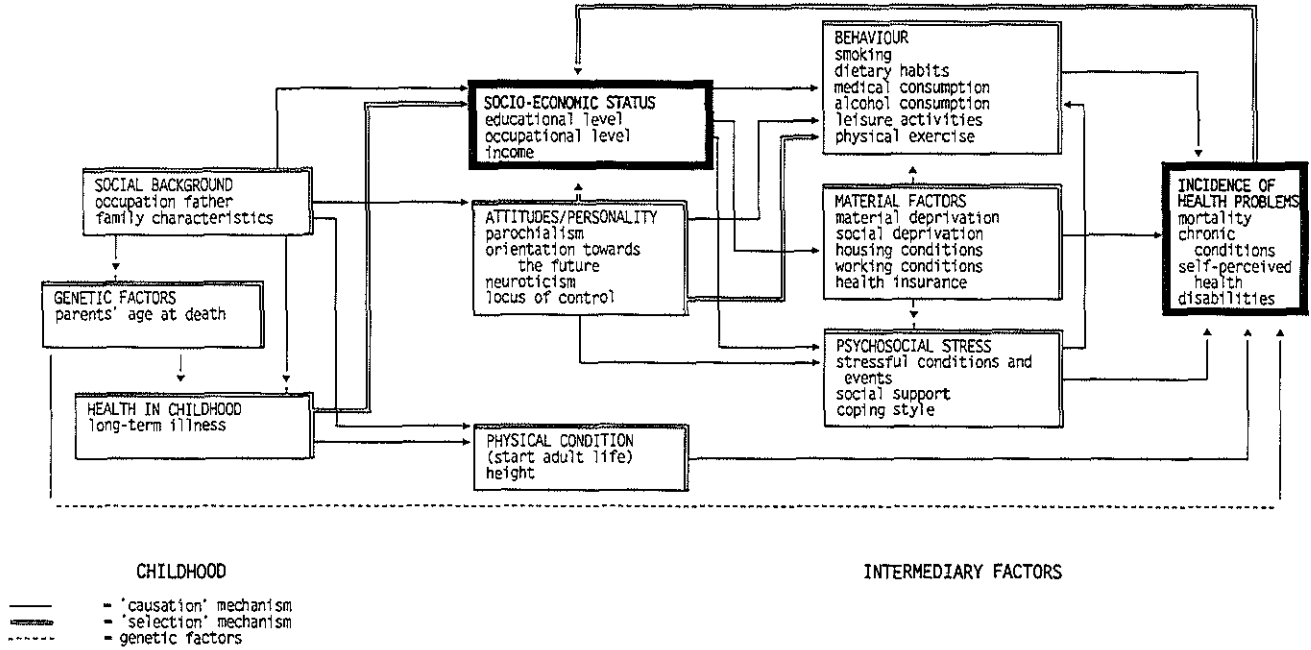 BEHAVIOUR
smoking
dietary habits
medical consumption
alcohol consumption
leisure activities
physical exercise
SOCIO-ECONOMIC STATUS
educational level
occupational level
income
SOCIAL BACKGROUND
occupation father
family characteristics
ATTITUDES/PERSONALITY
parochialism
orientation towards
the future
neuroticism
locus of control
MATERIAL FACTORS
material deprivation
social deprivation
housing conditions
working conditions
health insurance
INCIDENCE OF
HEALTH PROBLEMS
mortality
chronic
conditions
self-perceived
health
disabilities
GENETIC FACTORS
parents' age at death
PSYCHOSOCIAL STRESS
stressful conditions and
events
social support
coping style
HEALTH IN CHILDHOOD
long-term illness
PHYSICAL CONDITION
(start adult life)
height
CHILDHOOD
INTERMEDIARY FACTORS
= 'causation' mechanism
= 'selection' mechanism
= genetic factors